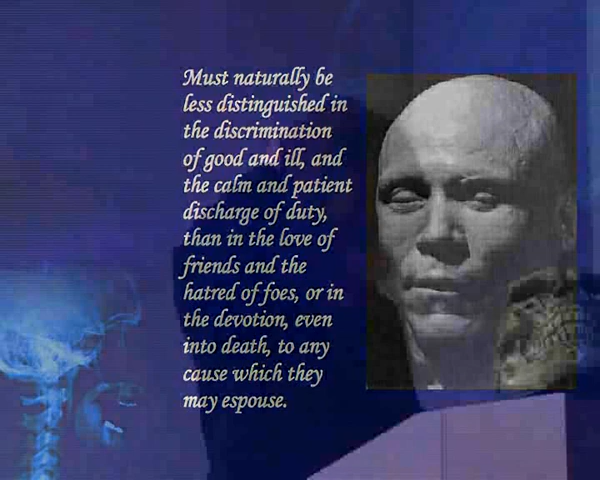 Must naturally be
less distinguished in
the discrimination
of good and ill, and
the calm and patient
discharge of duty,
than in the love of
friends and the
hatred of foes, or in
the devotion, even
into death, to any
cause which they
may espouse.